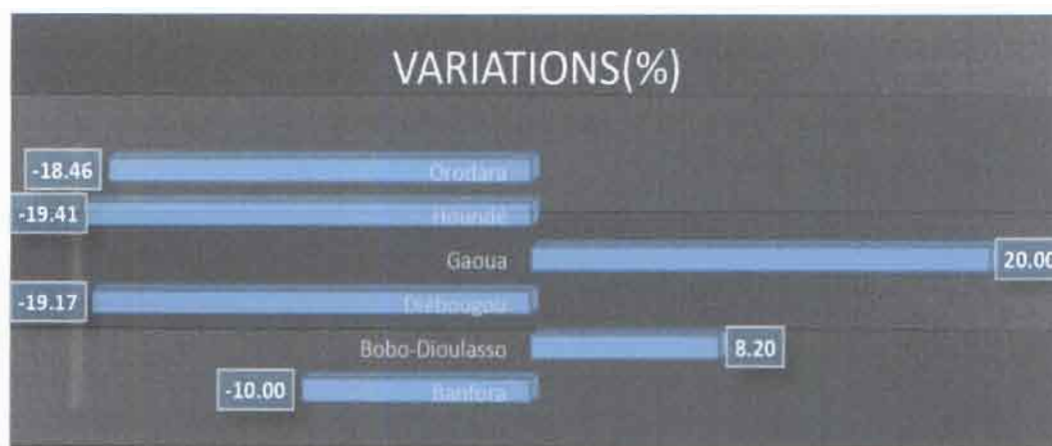 VARIATIONS(%)
-18.46 Orodara
-19.41 Houndé
Gaoua 20.00
-19.17 Diébougou
Bobo-Dioulasso 8.20
-10.00 Banfora